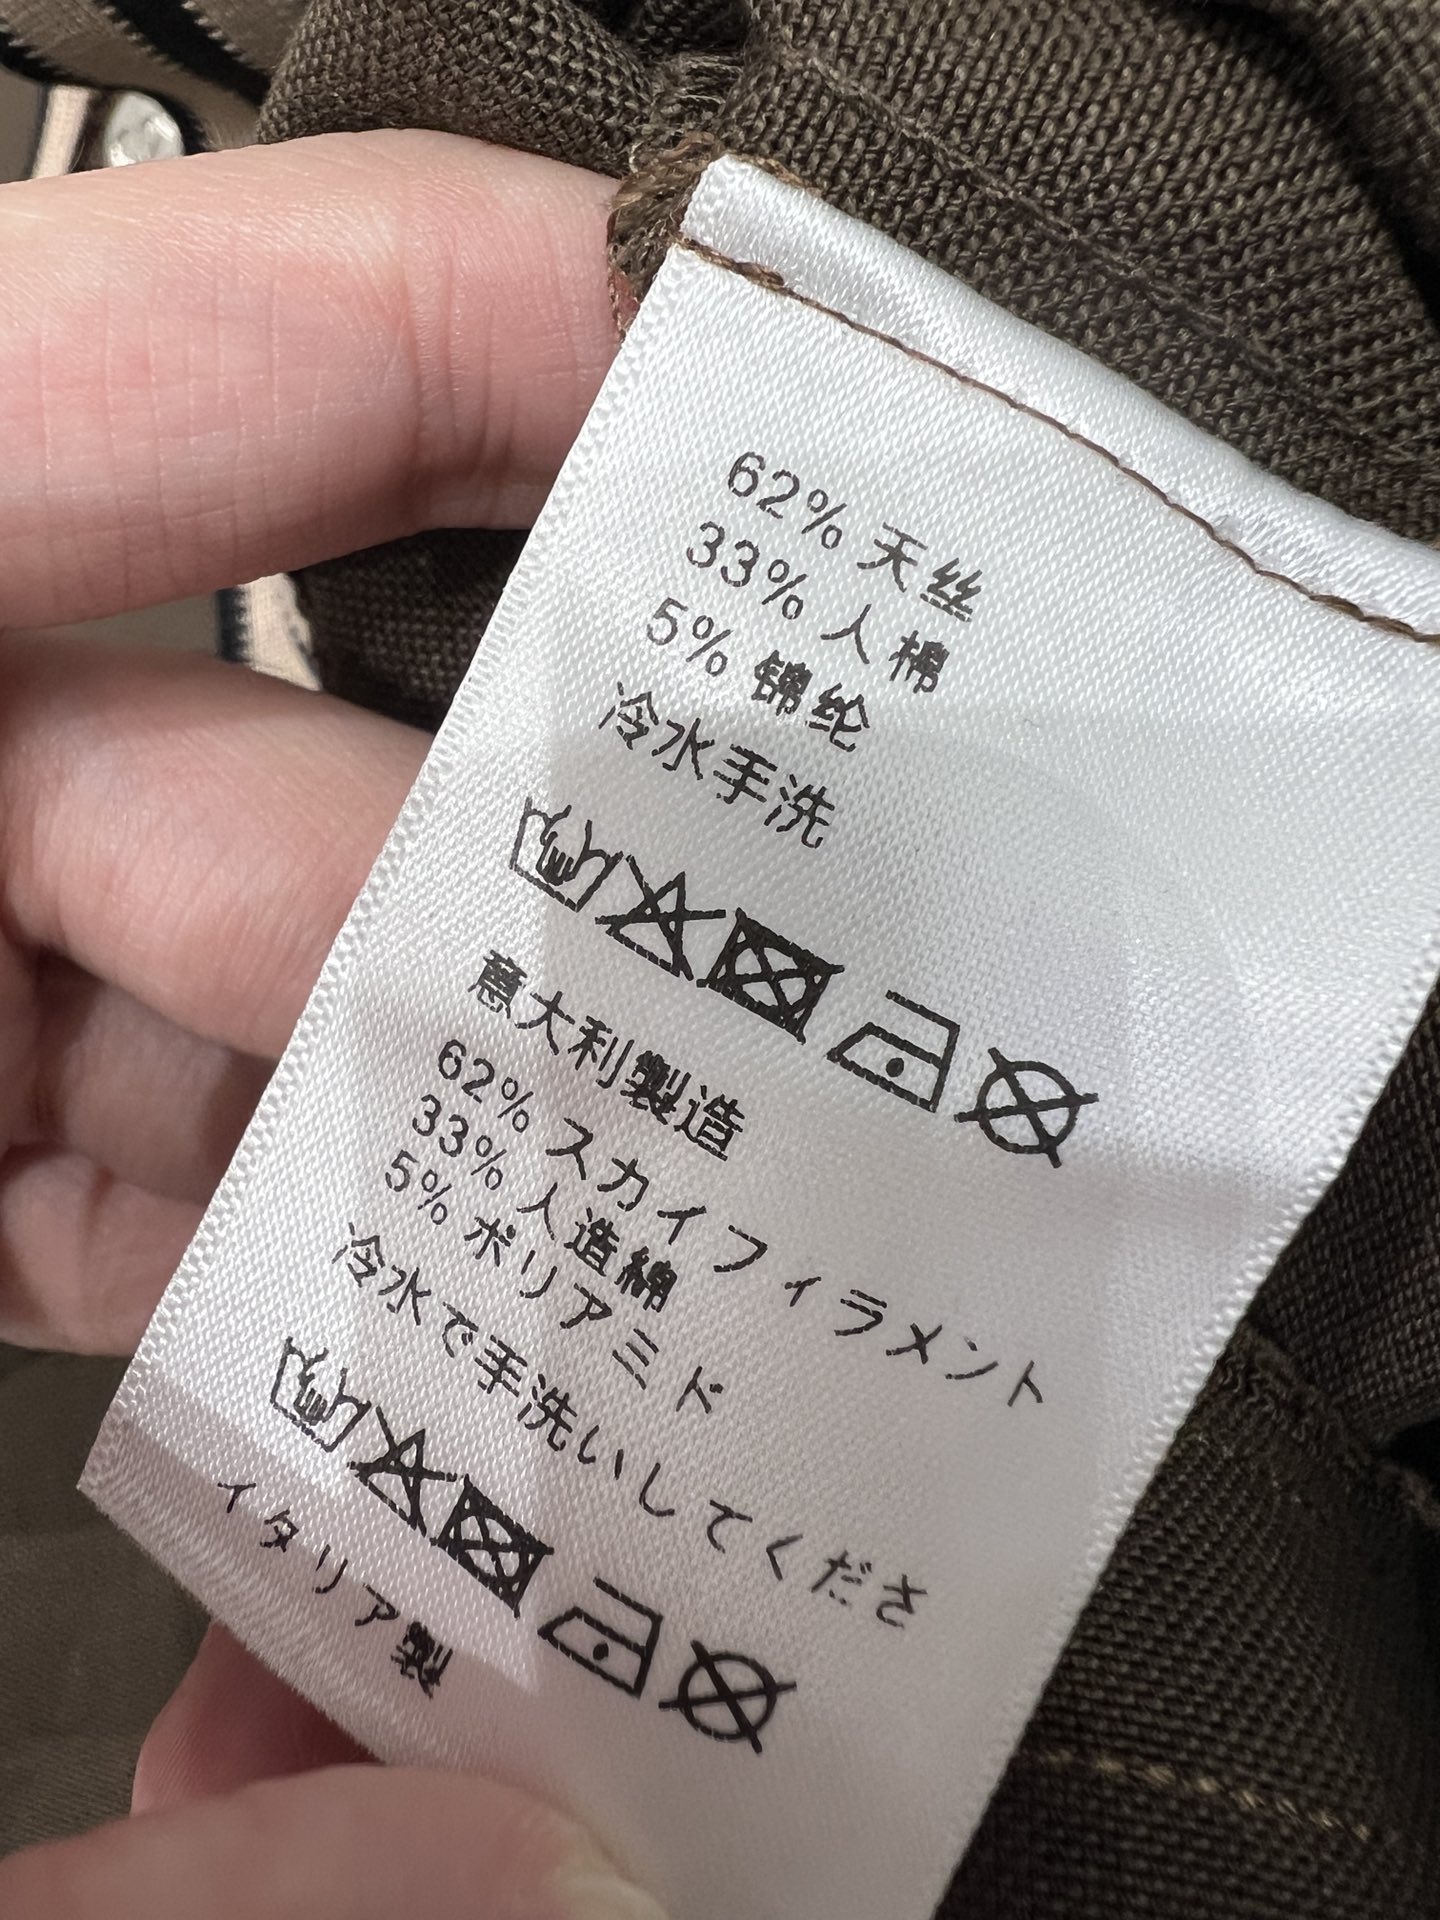 62% 天丝
33% 人棉
5% 锦纶
冷水手洗
意大利製造
62% スカイフィラメント
33% 人造綿
5% ポリアミド
冷水で手洗いしてくださ
イタリア製